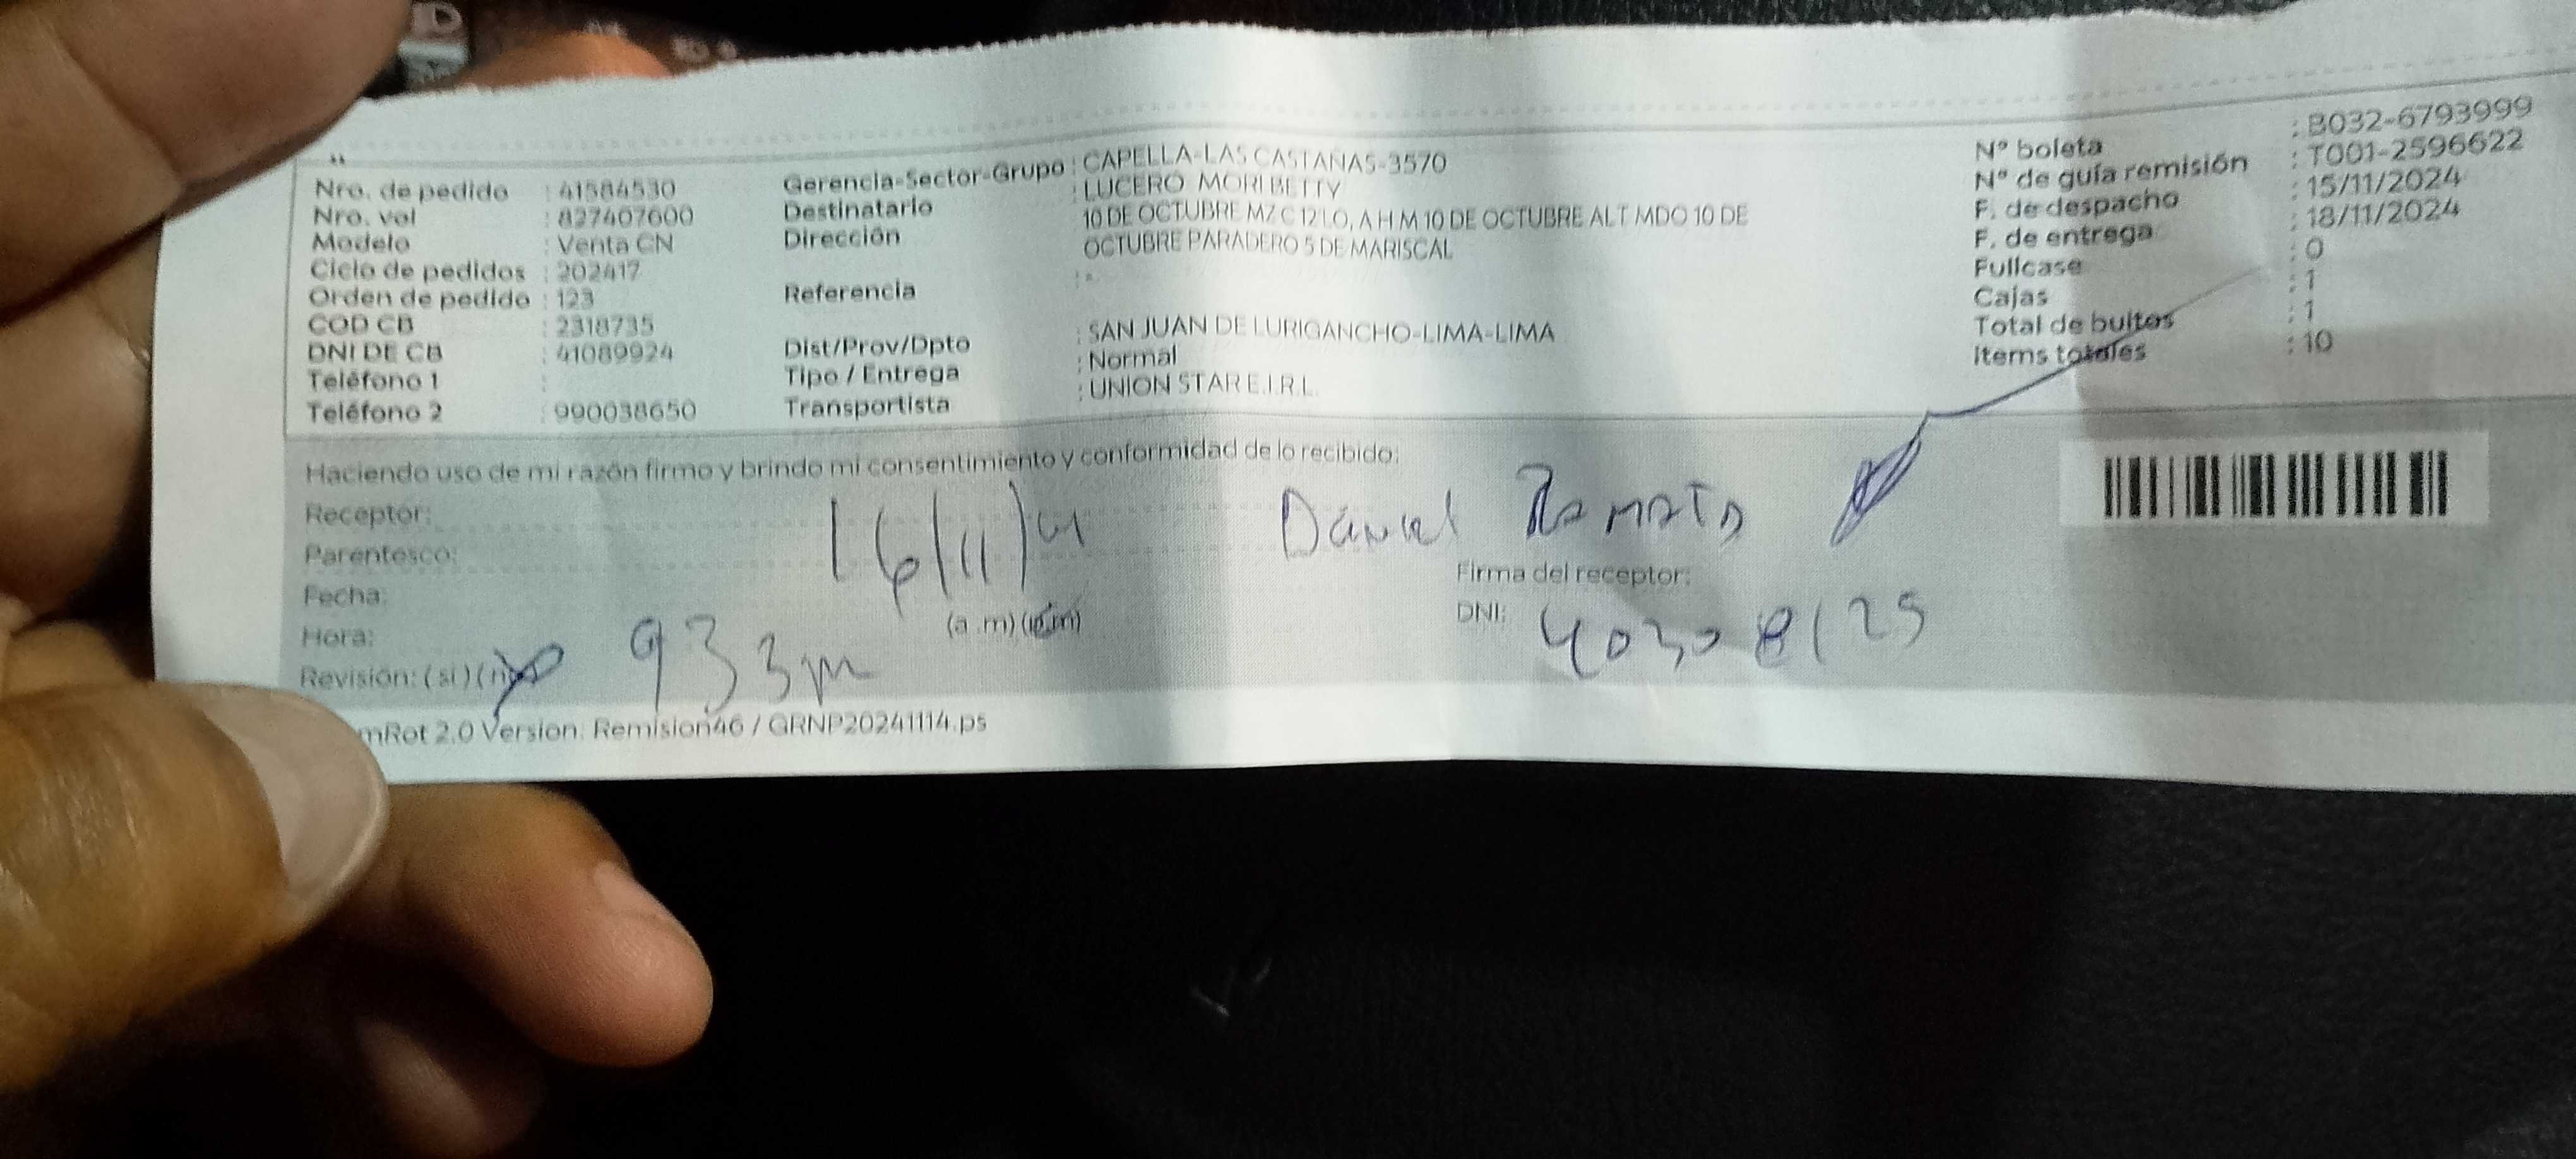 Nro. de pedido : 41584530
Nro. vol : 827407600
Modelo : Venta CN
Ciclo de pedidos : 202417
Orden de pedido : 123
COD CB : 2318735
DNI DE CB : 41089924
Teléfono 1 :
Teléfono 2 : 990038650
Gerencia-Sector-Grupo : CAPELLA-LAS CASTAÑAS-3570
Destinatario : LUCERO MORI BETTY
Dirección : 10 DE OCTUBRE MZ C 12 LO, A H M 10 DE OCTUBRE ALT MDO 10 DE
OCTUBRE PARADERO 5 DE MARISCAL
Referencia : .
Dist/Prov/Dpto : SAN JUAN DE LURIGANCHO-LIMA-LIMA
Tipo / Entrega : Normal
Transportista : UNION STAR E.I.R.L.
N° boleta : B032-6793999
N° de guía remisión : T001-2596622
F. de despacho : 15/11/2024
F. de entrega : 18/11/2024
Fullcase : 0
Cajas : 1
Total de bultos : 1
Items totales : 10
Haciendo uso de mi razón firmo y brindo mi consentimiento y conformidad de lo recibido:
Receptor:
Parentesco:
Fecha: 16/11/
Hora: 933 (a.m) (p.m)
Revisión: (si) (no)
Daniel
Firma del receptor:
DNI: 40308125
mRot 2.0 Version: Remision46 / GRNP20241114.ps